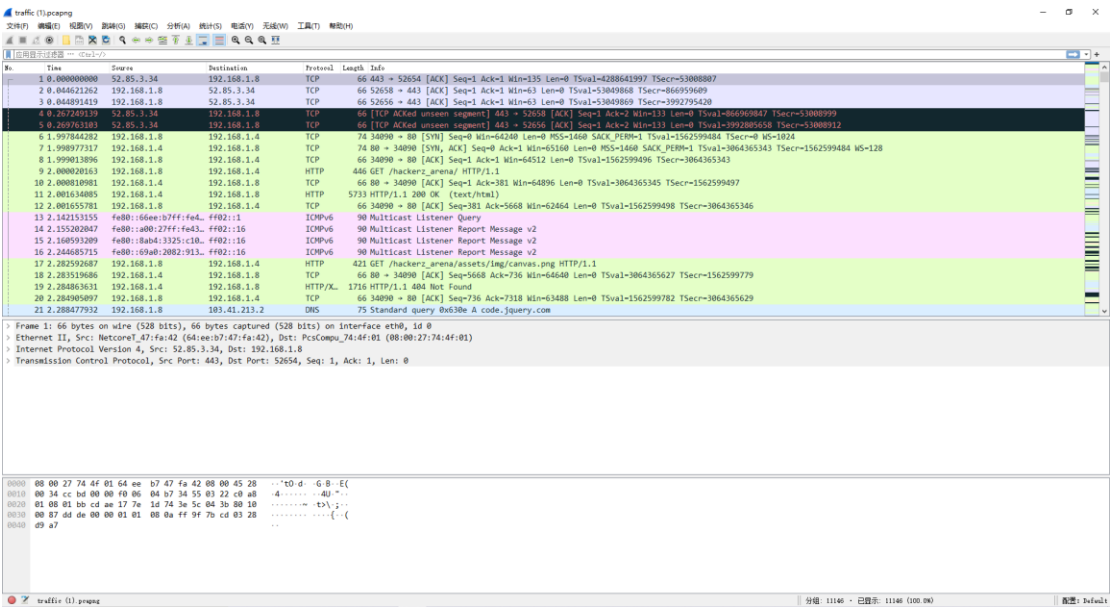 traffic (1).pcapng
文件(F) 编辑(E) 视图(V) 跳转(G) 捕获(C) 分析(A) 统计(S) 电话(Y) 无线(W) 工具(T) 帮助(H)
应用显示过滤器 … <Ctrl-/>
No. Time Source Destination Protocol Length Info
1 0.000000000 52.85.3.34 192.168.1.8 TCP 66 443 → 52654 [ACK] Seq=1 Ack=1 Win=135 Len=0 TSval=4288641997 TSecr=53008807
2 0.044621262 192.168.1.8 52.85.3.34 TCP 66 52658 → 443 [ACK] Seq=1 Ack=1 Win=63 Len=0 TSval=53049868 TSecr=866959609
3 0.044891419 192.168.1.8 52.85.3.34 TCP 66 52656 → 443 [ACK] Seq=1 Ack=1 Win=63 Len=0 TSval=53049869 TSecr=3992795420
4 0.267249139 52.85.3.34 192.168.1.8 TCP 66 [TCP ACKed unseen segment] 443 → 52658 [ACK] Seq=1 Ack=2 Win=133 Len=0 TSval=866969847 TSecr=53008999
5 0.269763103 52.85.3.34 192.168.1.8 TCP 66 [TCP ACKed unseen segment] 443 → 52656 [ACK] Seq=1 Ack=2 Win=133 Len=0 TSval=3992805658 TSecr=53008912
6 1.997844282 192.168.1.8 192.168.1.4 TCP 74 34090 → 80 [SYN] Seq=0 Win=64240 Len=0 MSS=1460 SACK_PERM=1 TSval=1562599484 TSecr=0 WS=1024
7 1.998977317 192.168.1.4 192.168.1.8 TCP 74 80 → 34090 [SYN, ACK] Seq=0 Ack=1 Win=65160 Len=0 MSS=1460 SACK_PERM=1 TSval=3064365343 TSecr=1562599484 WS=128
8 1.999013896 192.168.1.8 192.168.1.4 TCP 66 34090 → 80 [ACK] Seq=1 Ack=1 Win=64512 Len=0 TSval=1562599496 TSecr=3064365343
9 2.000020163 192.168.1.8 192.168.1.4 HTTP 446 GET /hackerz_arena/ HTTP/1.1
10 2.000810981 192.168.1.4 192.168.1.8 TCP 66 80 → 34090 [ACK] Seq=1 Ack=381 Win=64896 Len=0 TSval=3064365345 TSecr=1562599497
11 2.001634085 192.168.1.4 192.168.1.8 HTTP 5733 HTTP/1.1 200 OK (text/html)
12 2.001655781 192.168.1.8 192.168.1.4 TCP 66 34090 → 80 [ACK] Seq=381 Ack=5668 Win=62464 Len=0 TSval=1562599498 TSecr=3064365346
13 2.142153155 fe80::66ee:b7ff:fe4… ff02::1 ICMPv6 90 Multicast Listener Query
14 2.155202047 fe80::a00:27ff:fe43… ff02::16 ICMPv6 90 Multicast Listener Report Message v2
15 2.160593209 fe80::8ab4:3325:c10… ff02::16 ICMPv6 90 Multicast Listener Report Message v2
16 2.244685715 fe80::69a0:2082:913… ff02::16 ICMPv6 90 Multicast Listener Report Message v2
17 2.282592687 192.168.1.8 192.168.1.4 HTTP 421 GET /hackerz_arena/assets/img/canvas.png HTTP/1.1
18 2.283519686 192.168.1.4 192.168.1.8 TCP 66 80 → 34090 [ACK] Seq=5668 Ack=736 Win=64640 Len=0 TSval=3064365627 TSecr=1562599779
19 2.284863631 192.168.1.4 192.168.1.8 HTTP/X… 1716 HTTP/1.1 404 Not Found
20 2.284905097 192.168.1.8 192.168.1.4 TCP 66 34090 → 80 [ACK] Seq=736 Ack=7318 Win=63488 Len=0 TSval=1562599782 TSecr=3064365629
21 2.288477932 192.168.1.8 103.41.213.2 DNS 75 Standard query 0x630e A code.jquery.com
> Frame 1: 66 bytes on wire (528 bits), 66 bytes captured (528 bits) on interface eth0, id 0
> Ethernet II, Src: NetcoreT_47:fa:42 (64:ee:b7:47:fa:42), Dst: PcsCompu_74:4f:01 (08:00:27:74:4f:01)
> Internet Protocol Version 4, Src: 52.85.3.34, Dst: 192.168.1.8
> Transmission Control Protocol, Src Port: 443, Dst Port: 52654, Seq: 1, Ack: 1, Len: 0
0000 08 00 27 74 4f 01 64 ee b7 47 fa 42 08 00 45 28 ··'tO·d· ·G·B··E(
0010 00 34 cc bd 00 00 f0 06 04 b7 34 55 03 22 c0 a8 ·4······ ··4U·"··
0020 01 08 01 bb cd ae 17 7e 1d 74 3e 5c 04 3b 80 10 ·······~ ·t>\·;··
0030 00 87 dd de 00 00 01 01 08 0a ff 9f 7b cd 03 28 ········ ····{··(
0040 d9 a7 ··
traffic (1).pcapng 分组: 11146 · 已显示: 11146 (100.0%) 配置: Default